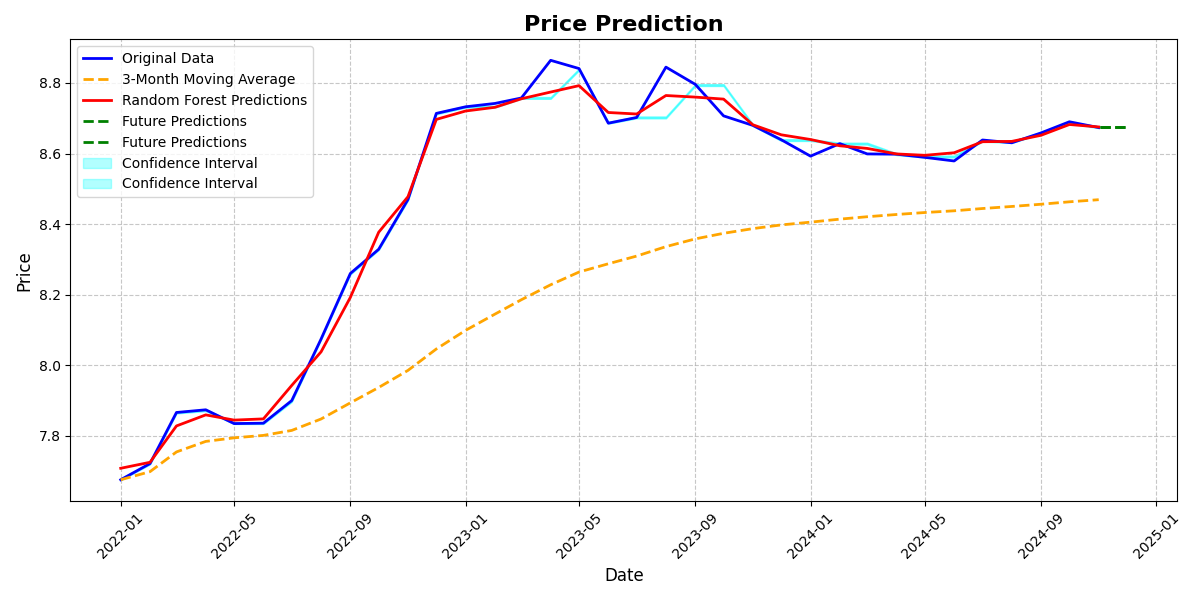 Price Prediction
Original Data
3-Month Moving Average
Random Forest Predictions
Future Predictions
Future Predictions
Confidence Interval
Confidence Interval
Price
8.8
8.6
8.4
8.2
8.0
7.8
2022-01
2022-05
2022-09
2023-01
2023-05
2023-09
2024-01
2024-05
2024-09
2025-01
Date